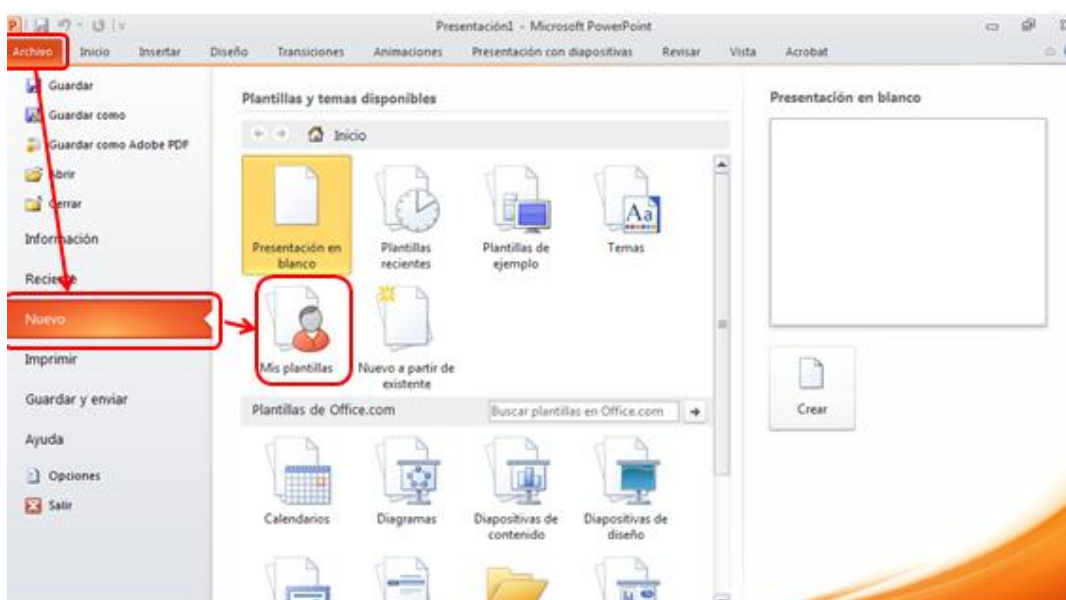 Presentación1 - Microsoft PowerPoint
Archivo Inicio Insertar Diseño Transiciones Animaciones Presentación con diapositivas Revisar Vista Acrobat
Guardar
Guardar como
Guardar como Adobe PDF
Abrir
Cerrar
Información
Reciente
Nuevo
Imprimir
Guardar y enviar
Ayuda
Opciones
Salir
Plantillas y temas disponibles
Inicio
Presentación en
blanco
Plantillas
recientes
Plantillas de
ejemplo
Aa
Temas
Mis plantillas
Nuevo a partir de
existente
Plantillas de Office.com
Buscar plantillas en Office.com
Calendarios
Diagramas
Diapositivas de
contenido
Diapositivas de
diseño
Presentación en blanco
Crear